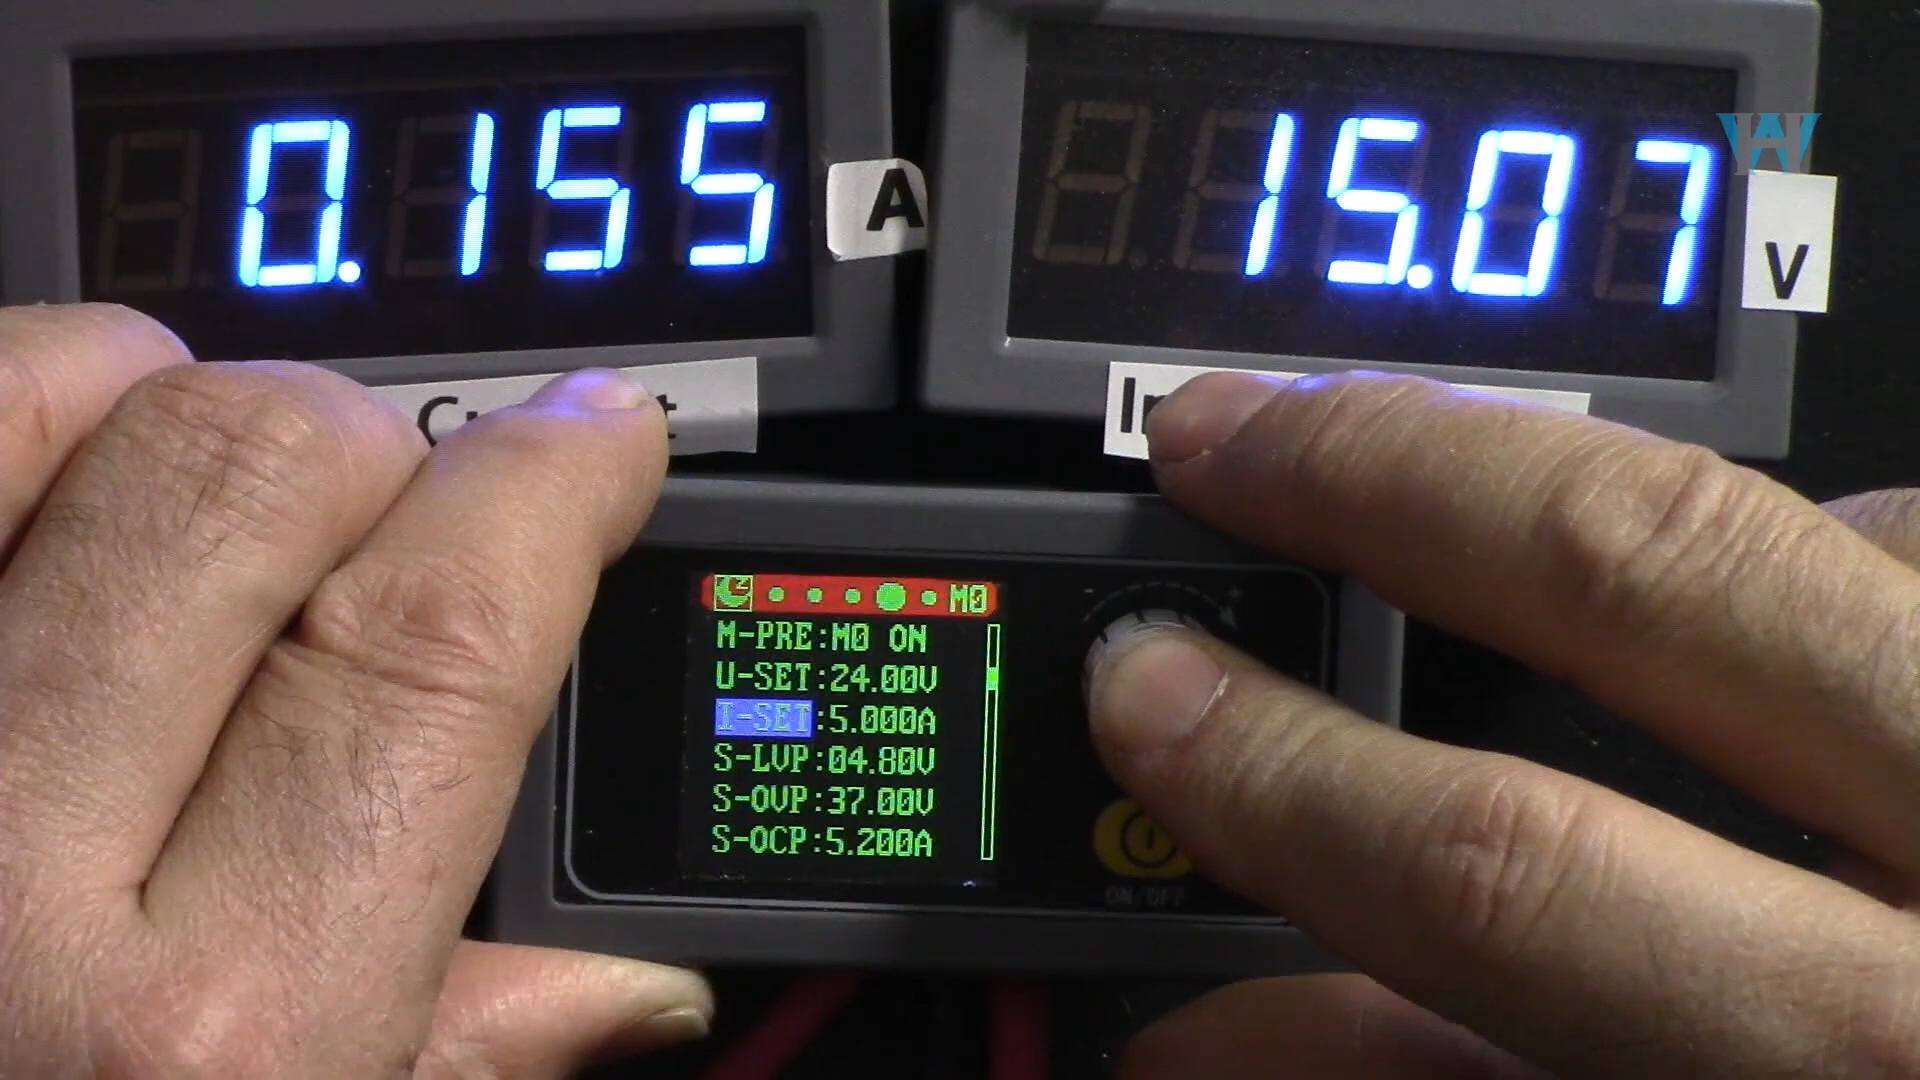 0.155
A
15.07
V
M0
M-PRE:M0 ON
U-SET:24.00V
I-SET:5.000A
S-LVP:04.80V
S-OVP:37.00V
S-OCP:5.200A
ON/OFF